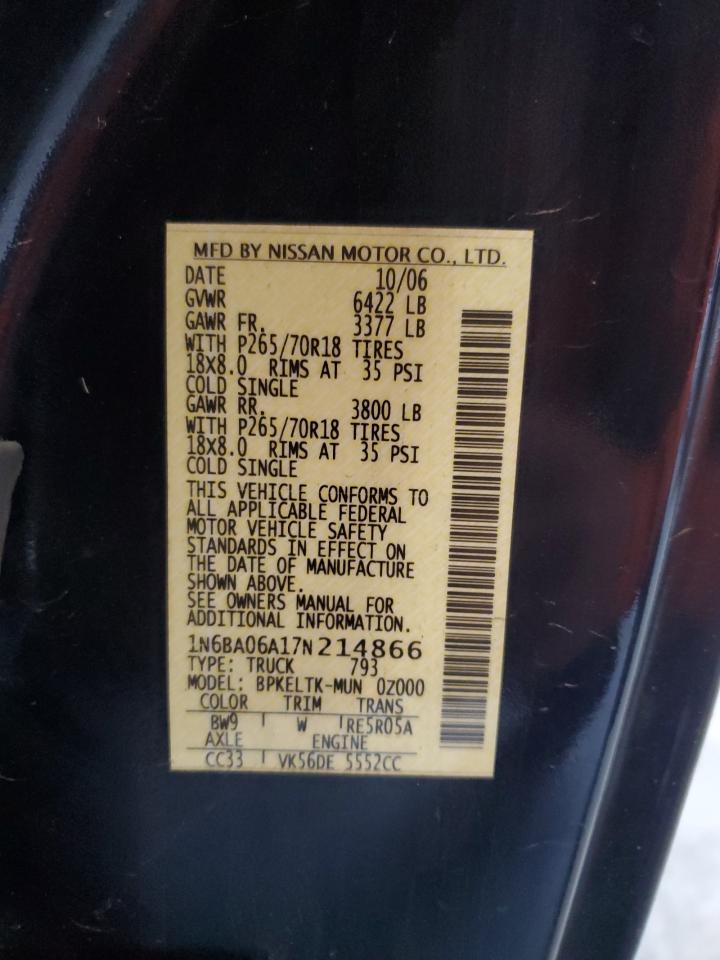 MFD BY NISSAN MOTOR CO., LTD.
DATE 10/06
GVWR 6422 LB
GAWR FR. 3377 LB
WITH P265/70R18 TIRES
18X8.0 RIMS AT 35 PSI
COLD SINGLE
GAWR RR. 3800 LB
WITH P265/70R18 TIRES
18X8.0 RIMS AT 35 PSI
COLD SINGLE
THIS VEHICLE CONFORMS TO
ALL APPLICABLE FEDERAL
MOTOR VEHICLE SAFETY
STANDARDS IN EFFECT ON
THE DATE OF MANUFACTURE
SHOWN ABOVE.
SEE OWNERS MANUAL FOR
ADDITIONAL INFORMATION.
1N6BA06A17N214866
TYPE: TRUCK 793
MODEL: BPKELTK-MUN 0Z000
COLOR TRIM TRANS
BW9 W RE5R05A
AXLE ENGINE
CC33 VK56DE 5552CC